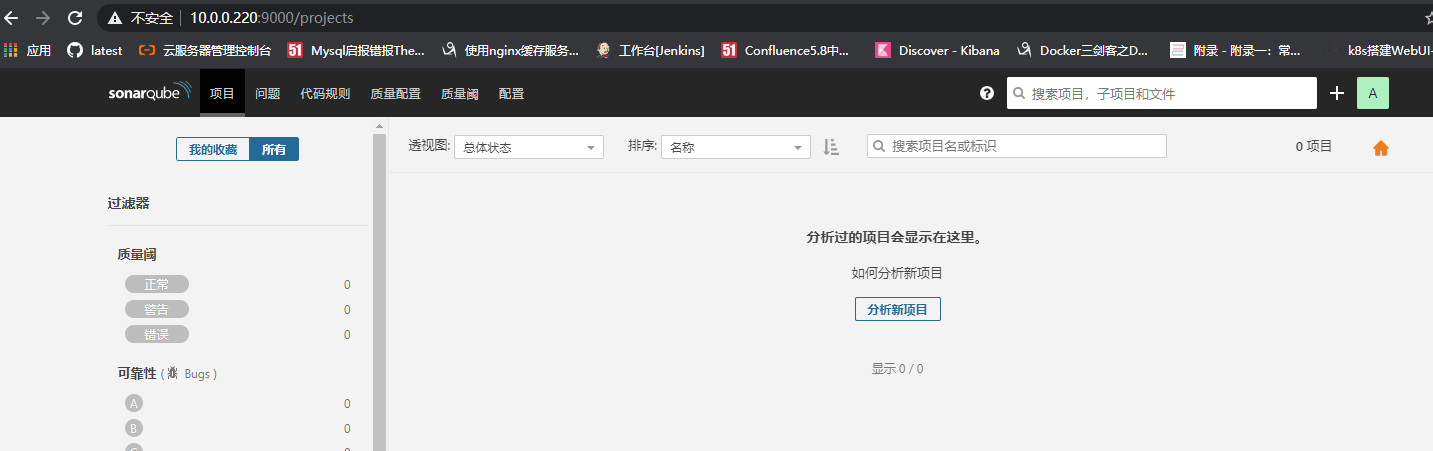 不安全 10.0.0.220:9000/projects
应用 latest 云服务器管理控制台 51 Mysql启报错报The... 使用nginx缓存服务... 工作台[Jenkins] 51 Confluence5.8中... Discover - Kibana Docker三剑客之D... 附录 - 附录一：常... k8s搭建WebUI-
sonarqube 项目 问题 代码规则 质量配置 质量阈 配置 搜索项目，子项目和文件 A
我的收藏 所有 透视图: 总体状态 排序: 名称 搜索项目名或标识 0 项目
过滤器
分析过的项目会显示在这里。
质量阈
如何分析新项目
正常 0
分析新项目
警告 0
错误 0
显示 0 / 0
可靠性 ( Bugs )
A 0
B 0